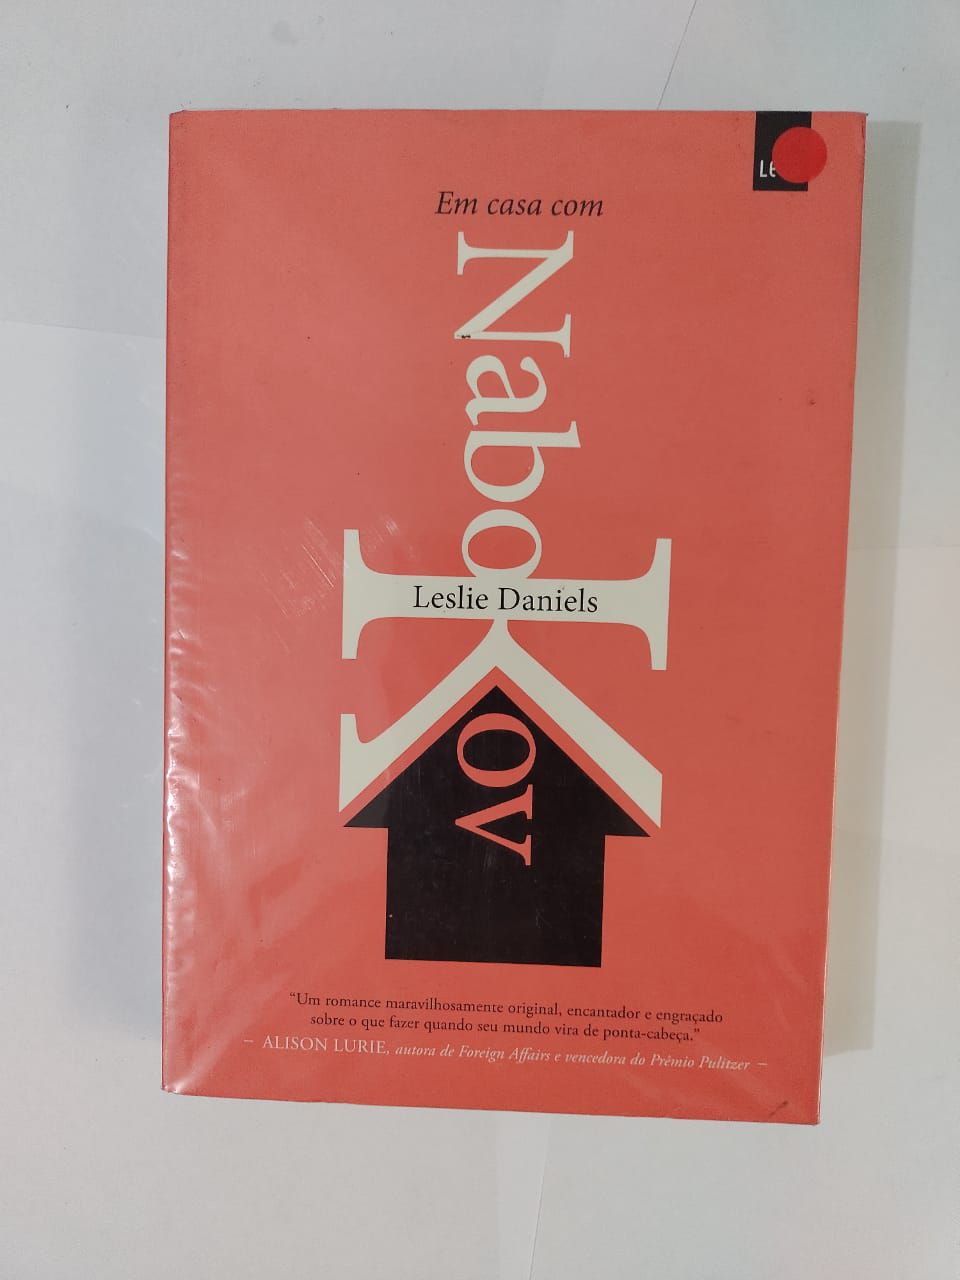 Em casa com
Nabokov
Leslie Daniels
“Um romance maravilhosamente original, encantador e engraçado
sobre o que fazer quando seu mundo vira de ponta-cabeça.”
– ALISON LURIE, autora de Foreign Affairs e vencedora do Prêmio Pulitzer –